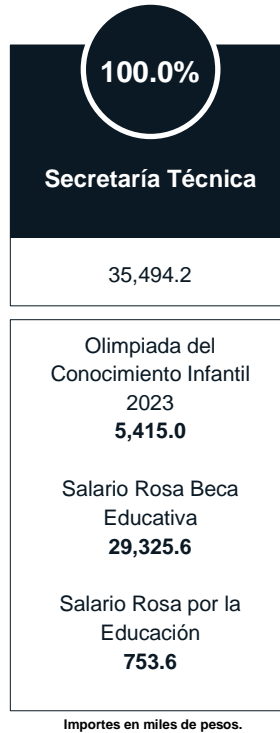 100.0%
Secretaría Técnica
35,494.2
Olimpiada del
Conocimiento Infantil
2023
5,415.0
Salario Rosa Beca
Educativa
29,325.6
Salario Rosa por la
Educación
753.6
Importes en miles de pesos.